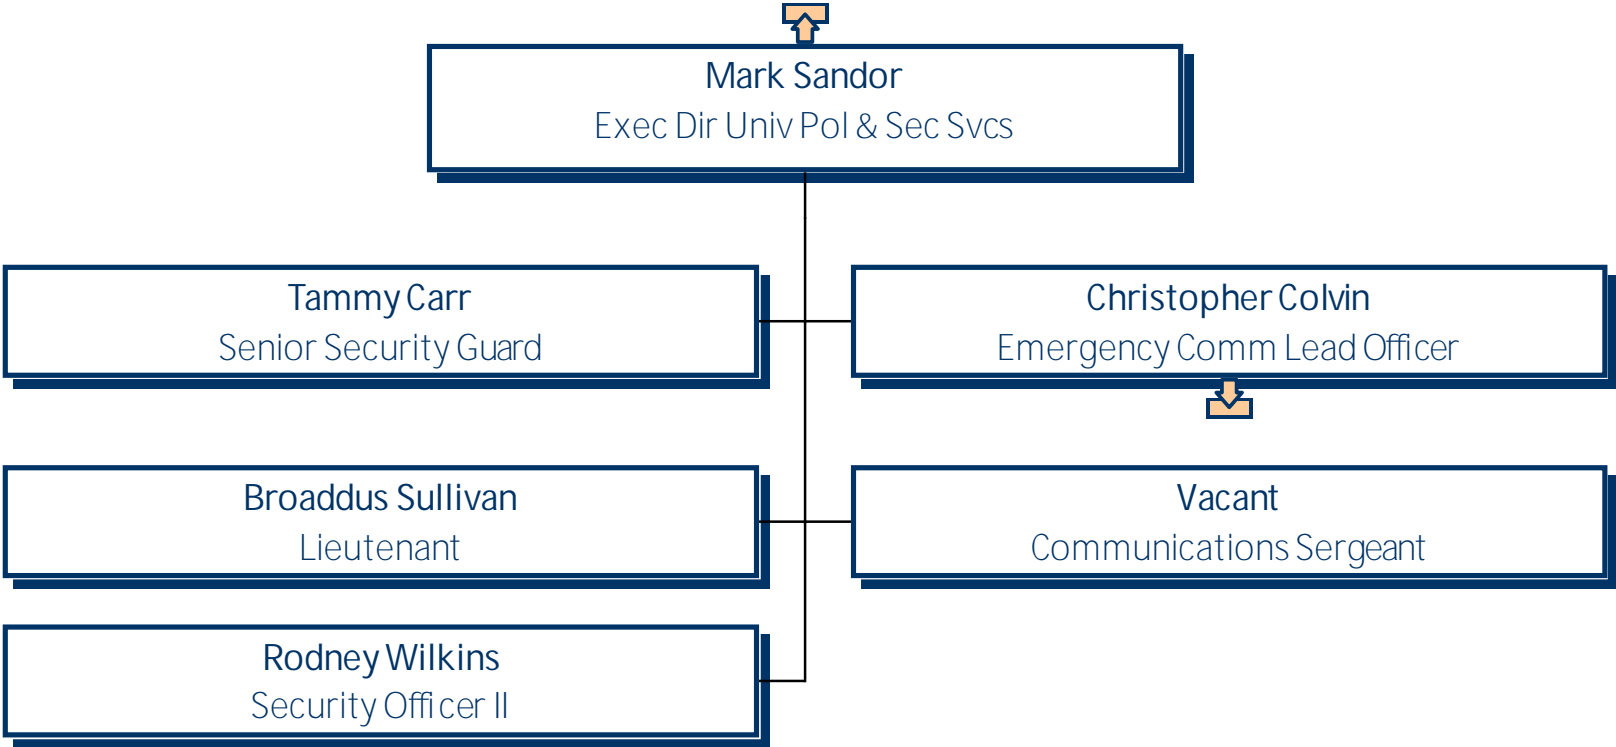 Mark Sandor
Exec Dir Univ Pol & Sec Svcs
Tammy Carr
Senior Security Guard
Christopher Colvin
Emergency Comm Lead Officer
Broaddus Sullivan
Lieutenant
Vacant
Communications Sergeant
Rodney Wilkins
Security Officer II